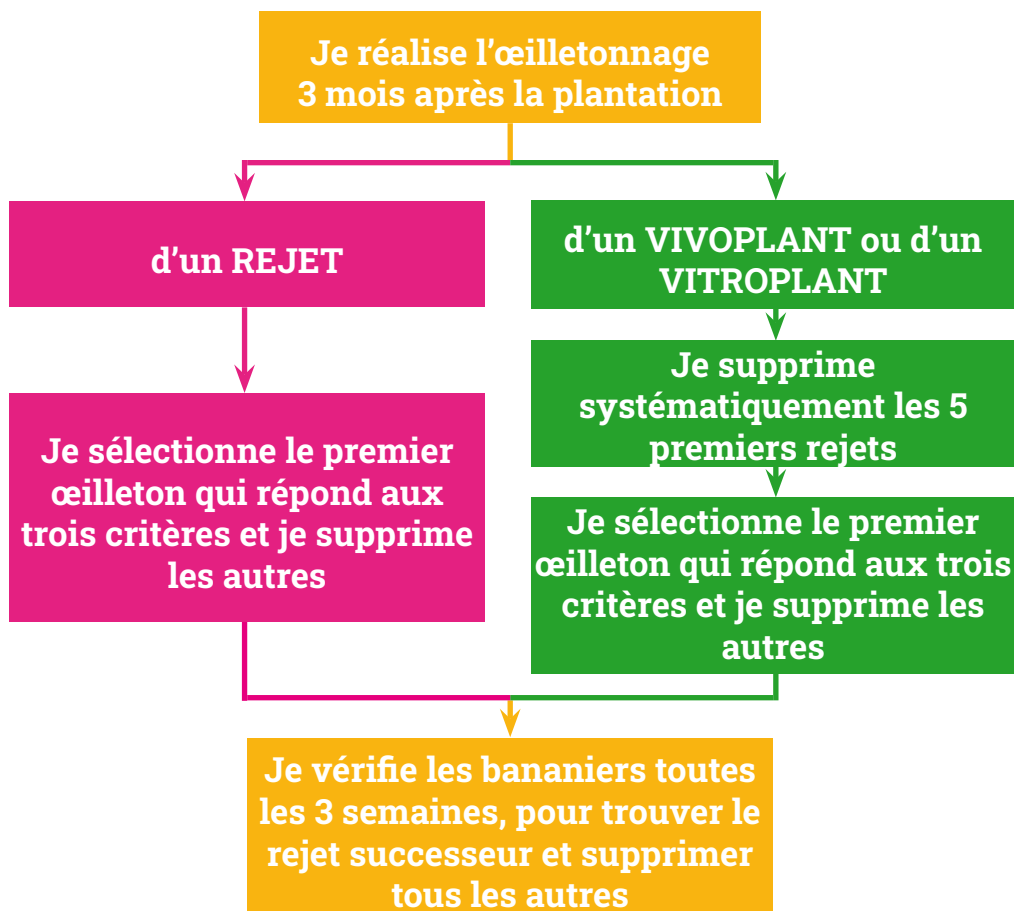 Je réalise l’œilletonnage
3 mois après la plantation
d’un REJET
d’un VIVOPLANT ou d’un
VITROPLANT
Je supprime
systématiquement les 5
premiers rejets
Je sélectionne le premier
œilleton qui répond aux
trois critères et je supprime
les autres
Je sélectionne le premier
œilleton qui répond aux trois
critères et je supprime les
autres
Je vérifie les bananiers toutes
les 3 semaines, pour trouver le
rejet successeur et supprimer
tous les autres